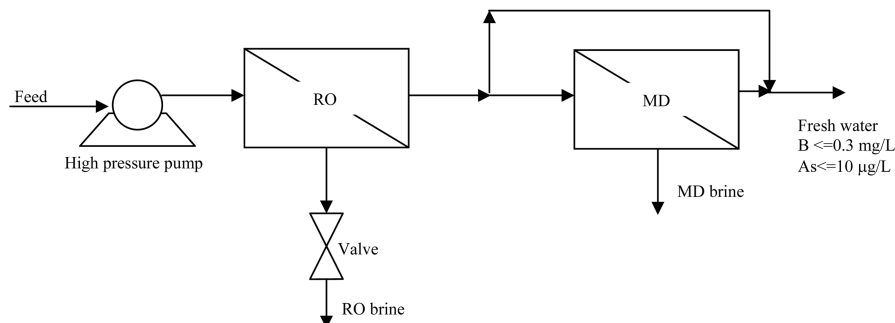 Feed
High pressure pump
RO
Valve
RO brine
MD
MD brine
Fresh water
B <=0.3 mg/L
As<=10 μg/L